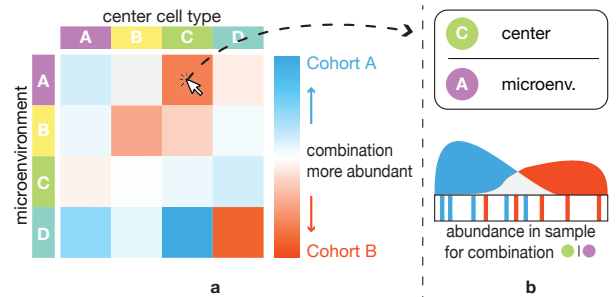 center cell type
A B C D
microenvironment
A
B
C
D
Cohort A
combination
more abundant
Cohort B
a
C center
A microenv.
abundance in sample
for combination |
b